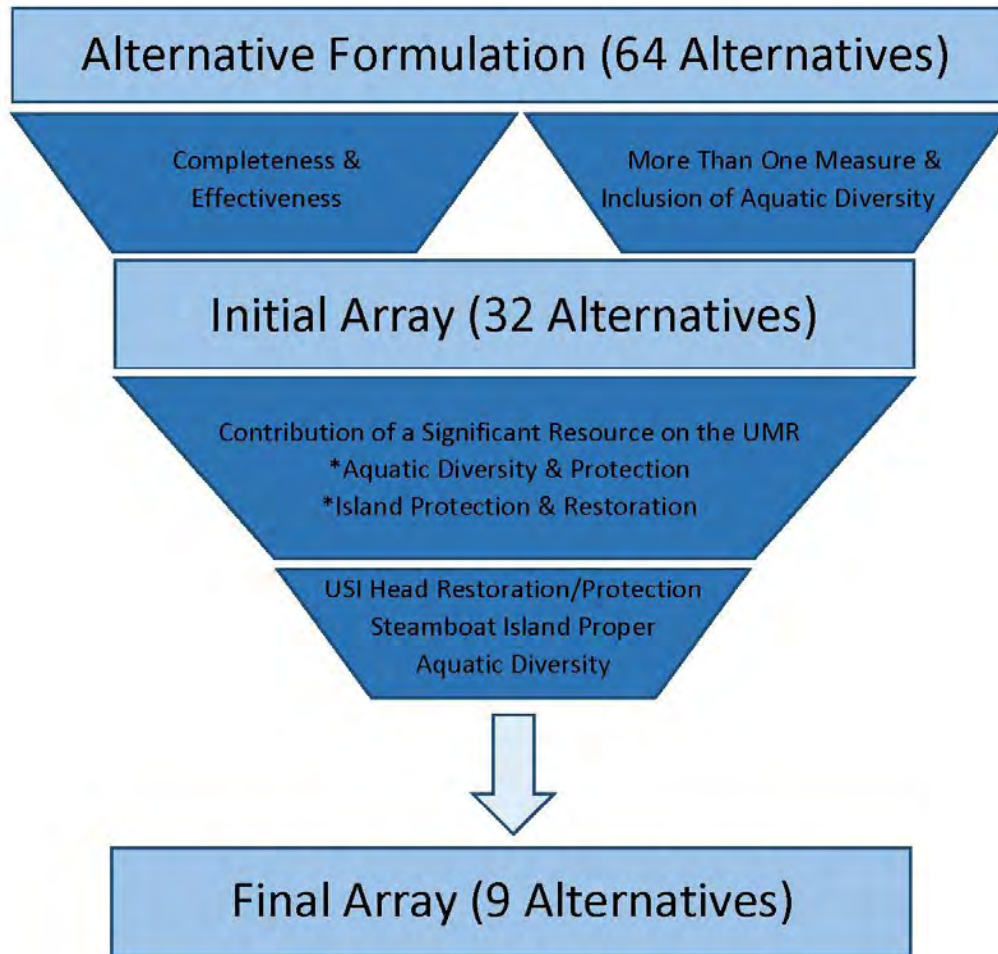 Alternative Formulation (64 Alternatives)
Completeness &
Effectiveness
More Than One Measure &
Inclusion of Aquatic Diversity
Initial Array (32 Alternatives)
Contribution of a Significant Resource on the UMR
*Aquatic Diversity & Protection
*Island Protection & Restoration
USI Head Restoration/Protection
Steamboat Island Proper
Aquatic Diversity
Final Array (9 Alternatives)